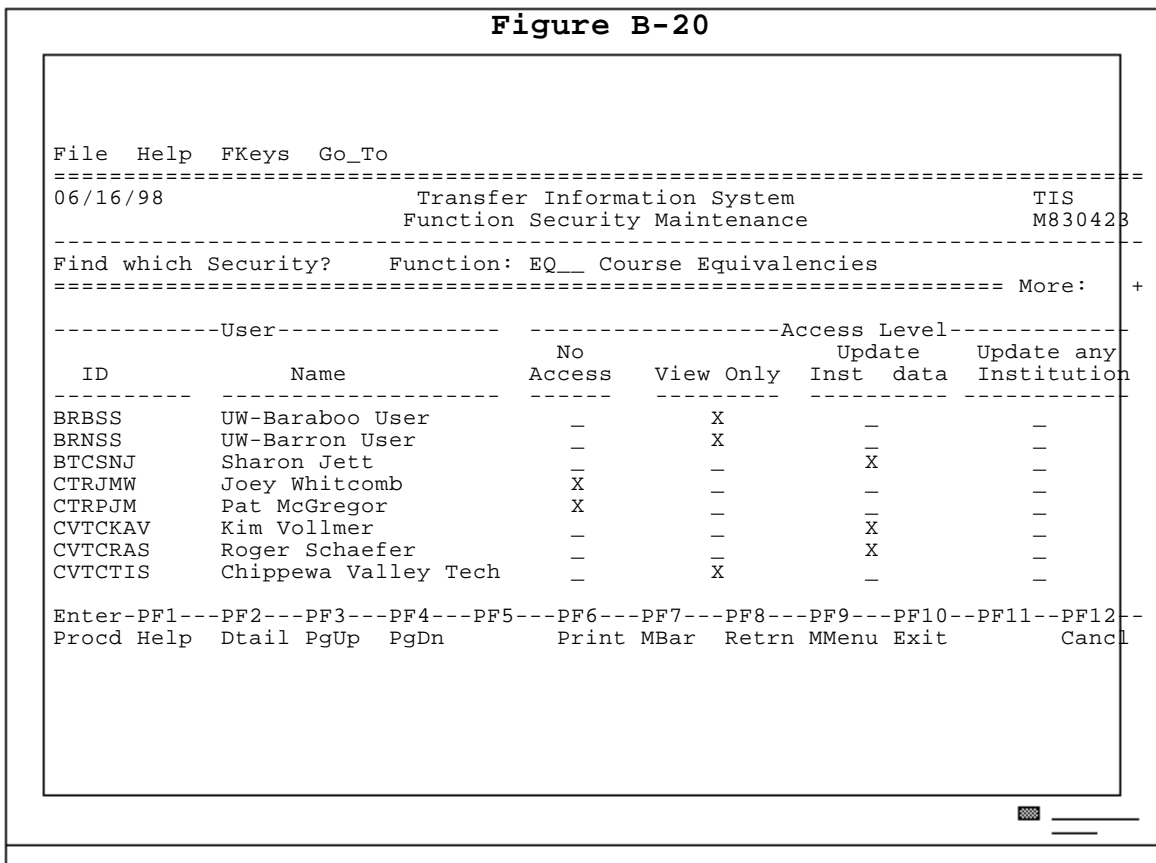 Figure B-20
File  Help  FKeys  Go_To
==============================================================================
06/16/98                  Transfer Information System                 TIS
                         Function Security Maintenance                M830423
------------------------------------------------------------------------------
Find which Security?    Function: EQ__ Course Equivalencies
==================================================================== More:   +
------------User----------------  ------------------Access Level-------------
                                    No                  Update    Update any
  ID             Name             Access   View Only  Inst  data  Institution
----------  --------------------  ------   ---------  ---------- ------------
BRBSS       UW-Baraboo User          _         X          _           _
BRNSS       UW-Barron User           _         X          _           _
BTCSNJ      Sharon Jett              _         _          X           _
CTRJMW      Joey Whitcomb            X         _          _           _
CTRPJM      Pat McGregor             X         _          _           _
CVTCKAV     Kim Vollmer              _         _          X           _
CVTCRAS     Roger Schaefer           _         _          X           _
CVTCTIS     Chippewa Valley Tech     _         X          _           _
Enter-PF1---PF2---PF3---PF4---PF5---PF6---PF7---PF8---PF9---PF10--PF11--PF12--
Procd Help  Dtail PgUp  PgDn        Print MBar  Retrn MMenu Exit        Cancl